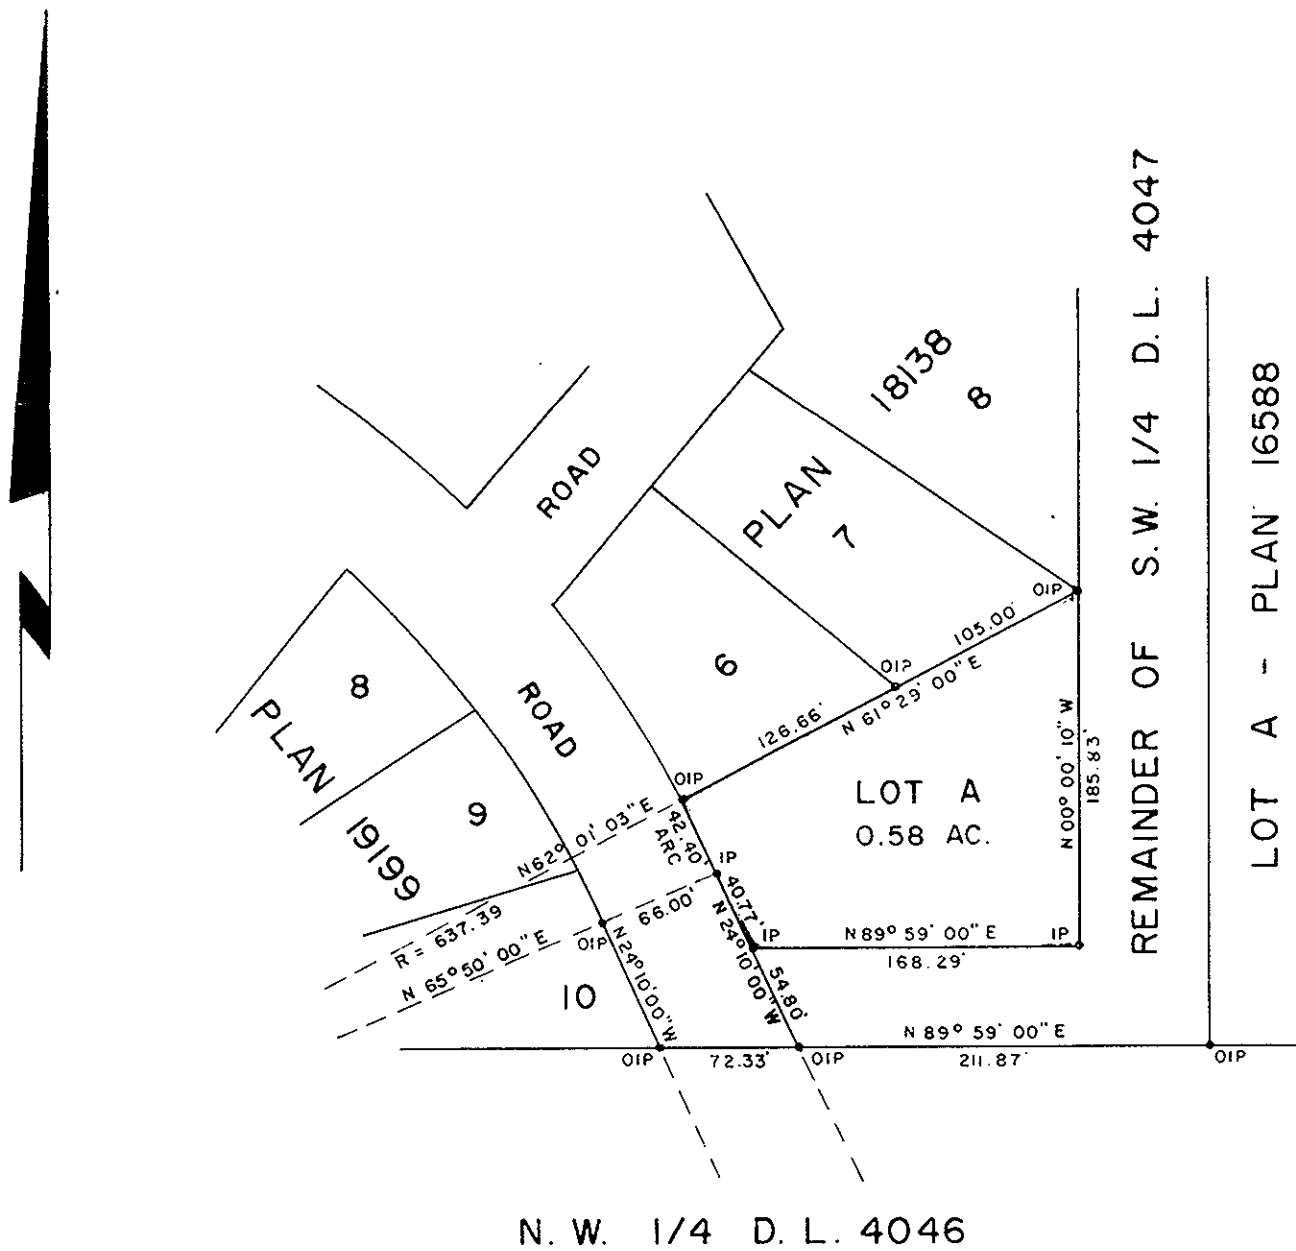 REMAINDER OF S.W. 1/4 D.L. 4047
LOT A - PLAN 16588
PLAN 18138
8
7
6
ROAD
ROAD
8
9
10
PLAN 19199
OIP
105.00'
OIP
N 61° 29' 00" E
126.66'
OIP
LOT A
0.58 AC.
N 00° 00' 10" W
185.83'
42.40'
ARC
N 62° 01' 03" E
R = 637.39
IP
66.00'
N 65° 50' 00" E
OIP
40.77'
N 24° 10' 00" W
IP
N 89° 59' 00" E
168.29'
IP
54.80'
N 24° 10' 00" W
OIP
72.33'
OIP
N 89° 59' 00" E
211.87'
OIP
N. W. 1/4 D. L. 4046